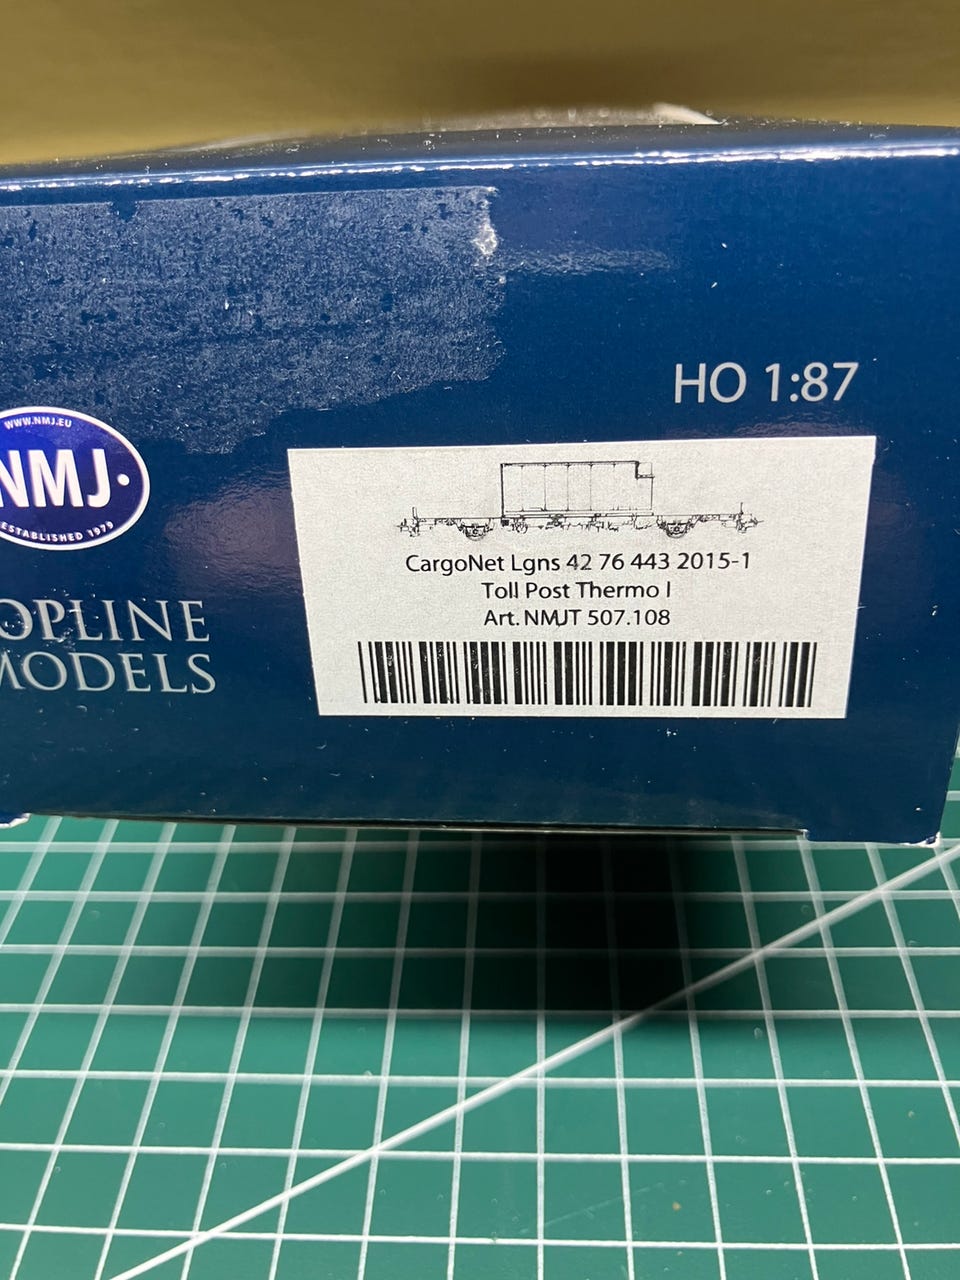 HO 1:87
WWW.NMJ.EU
NMJ
ESTABLISHED 1979
OPLINE
MODELS
CargoNet Lgns 42 76 443 2015-1
Toll Post Thermo I
Art. NMJT 507.108